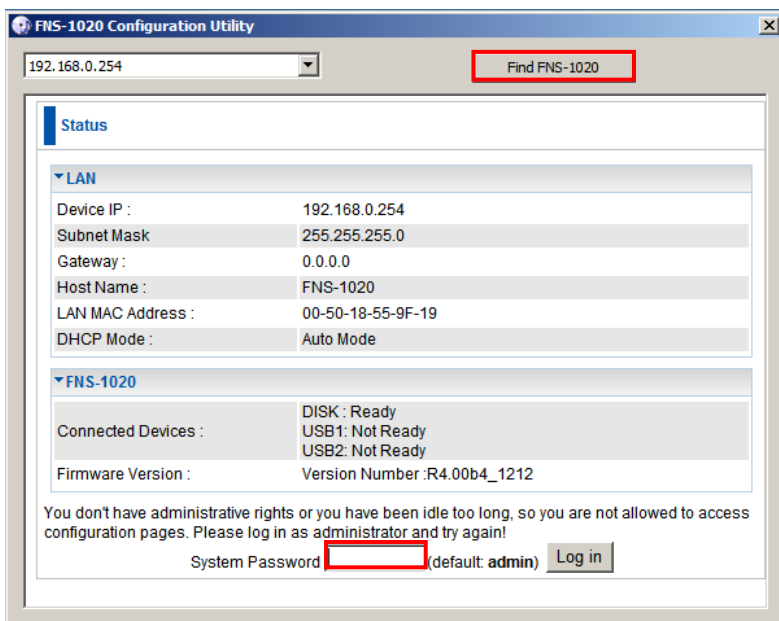 FNS-1020 Configuration Utility
192.168.0.254
Find FNS-1020
Status
LAN
Device IP : 192.168.0.254
Subnet Mask 255.255.255.0
Gateway : 0.0.0.0
Host Name : FNS-1020
LAN MAC Address : 00-50-18-55-9F-19
DHCP Mode : Auto Mode
FNS-1020
DISK : Ready
Connected Devices : USB1: Not Ready
USB2: Not Ready
Firmware Version : Version Number :R4.00b4_1212
You don't have administrative rights or you have been idle too long, so you are not allowed to access
configuration pages. Please log in as administrator and try again!
System Password (default: admin) Log in